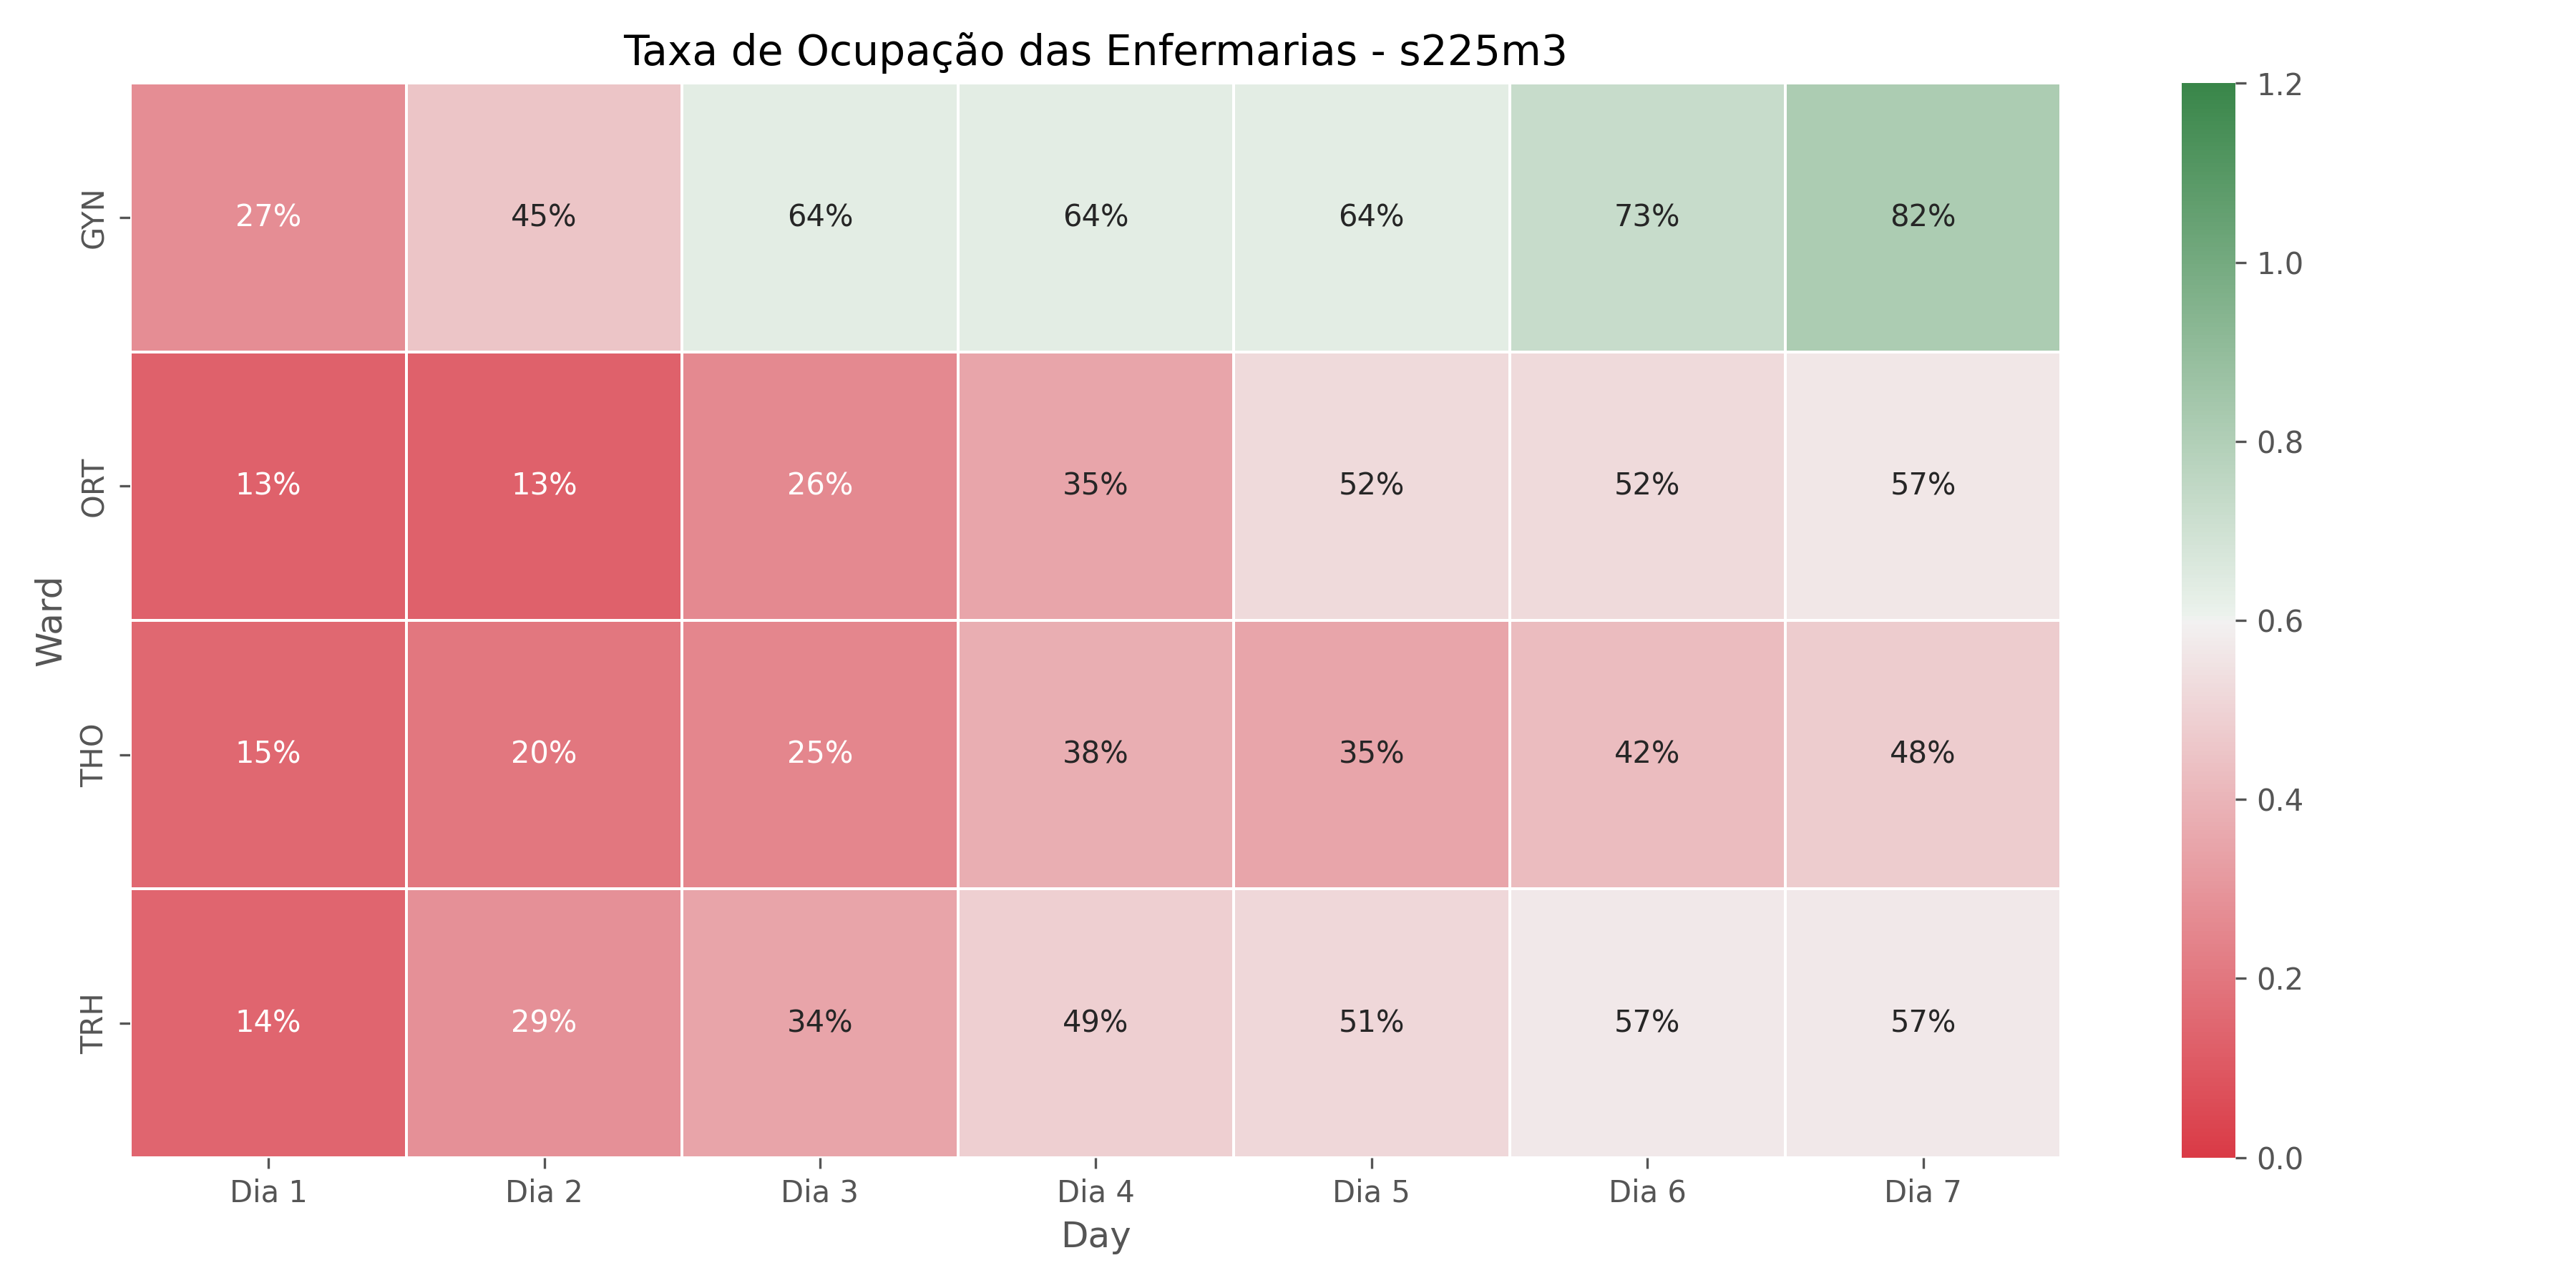 Taxa de Ocupação das Enfermarias - s225m3
Ward
GYN
27% 45% 64% 64% 64% 73% 82%
ORT
13% 13% 26% 35% 52% 52% 57%
THO
15% 20% 25% 38% 35% 42% 48%
TRH
14% 29% 34% 49% 51% 57% 57%
Dia 1 Dia 2 Dia 3 Dia 4 Dia 5 Dia 6 Dia 7
Day
1.2
1.0
0.8
0.6
0.4
0.2
0.0